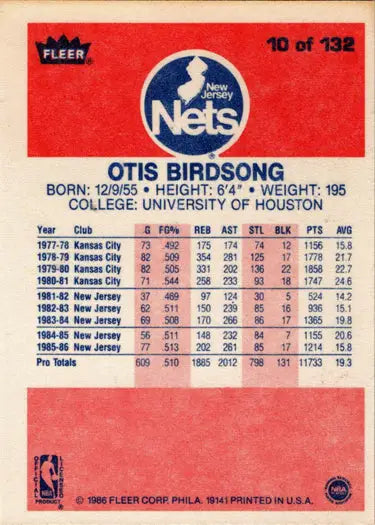 FLEER
10 of 132
New
Jersey
Nets
OTIS BIRDSONG
BORN: 12/9/55 • HEIGHT: 6'4" • WEIGHT: 195
COLLEGE: UNIVERSITY OF HOUSTON
Year Club G FG% REB AST STL BLK PTS AVG
1977-78 Kansas City 73 .492 175 174 74 12 1156 15.8
1978-79 Kansas City 82 .509 354 281 125 17 1778 21.7
1979-80 Kansas City 82 .505 331 202 136 22 1858 22.7
1980-81 Kansas City 71 .544 258 233 93 18 1747 24.6
1981-82 New Jersey 37 .469 97 124 30 5 524 14.2
1982-83 New Jersey 62 .511 150 239 85 16 936 15.1
1983-84 New Jersey 69 .508 170 266 86 17 1365 19.8
1984-85 New Jersey 56 .511 148 232 84 7 1155 20.6
1985-86 New Jersey 77 .513 202 261 85 17 1214 15.8
Pro Totals 609 .510 1885 2012 798 131 11733 19.3
OFFICIAL LICENSED
NBA
PRODUCT
© 1986 FLEER CORP. PHILA. 19141 PRINTED IN U.S.A.